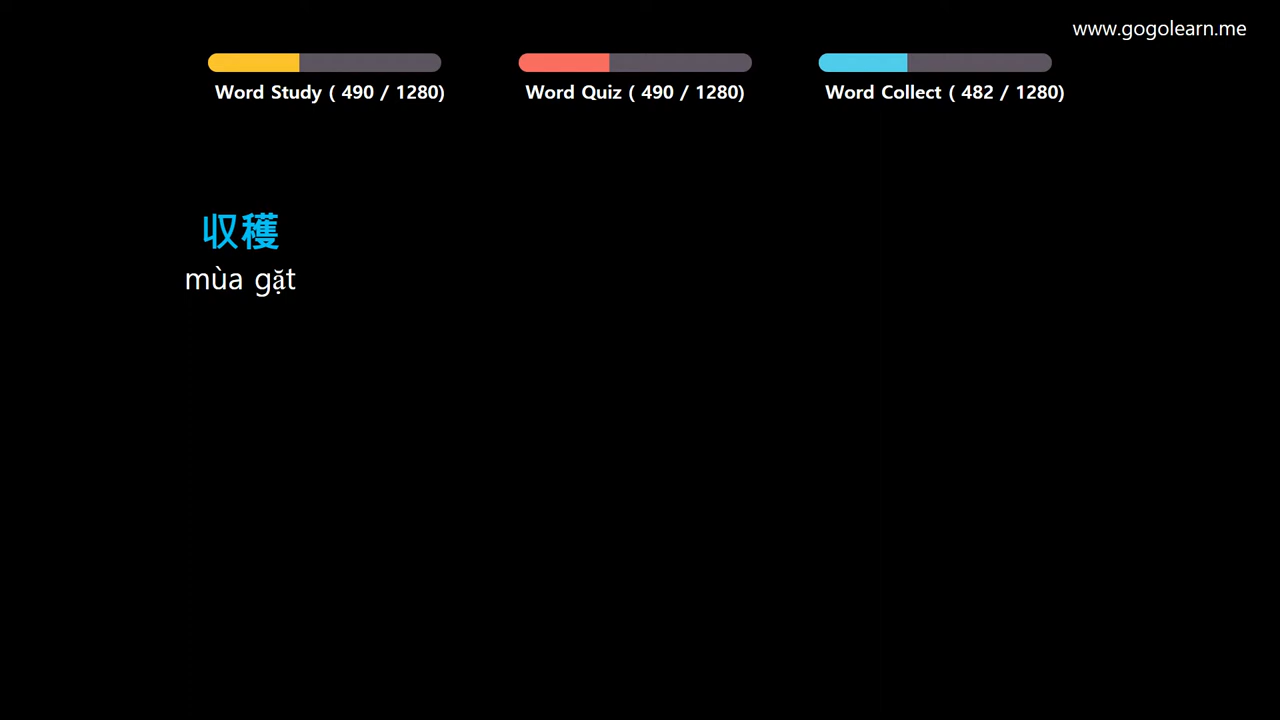 www.gogolearn.me
Word Study ( 490 / 1280)
Word Quiz ( 490 / 1280)
Word Collect ( 482 / 1280)
収穫
mùa gặt